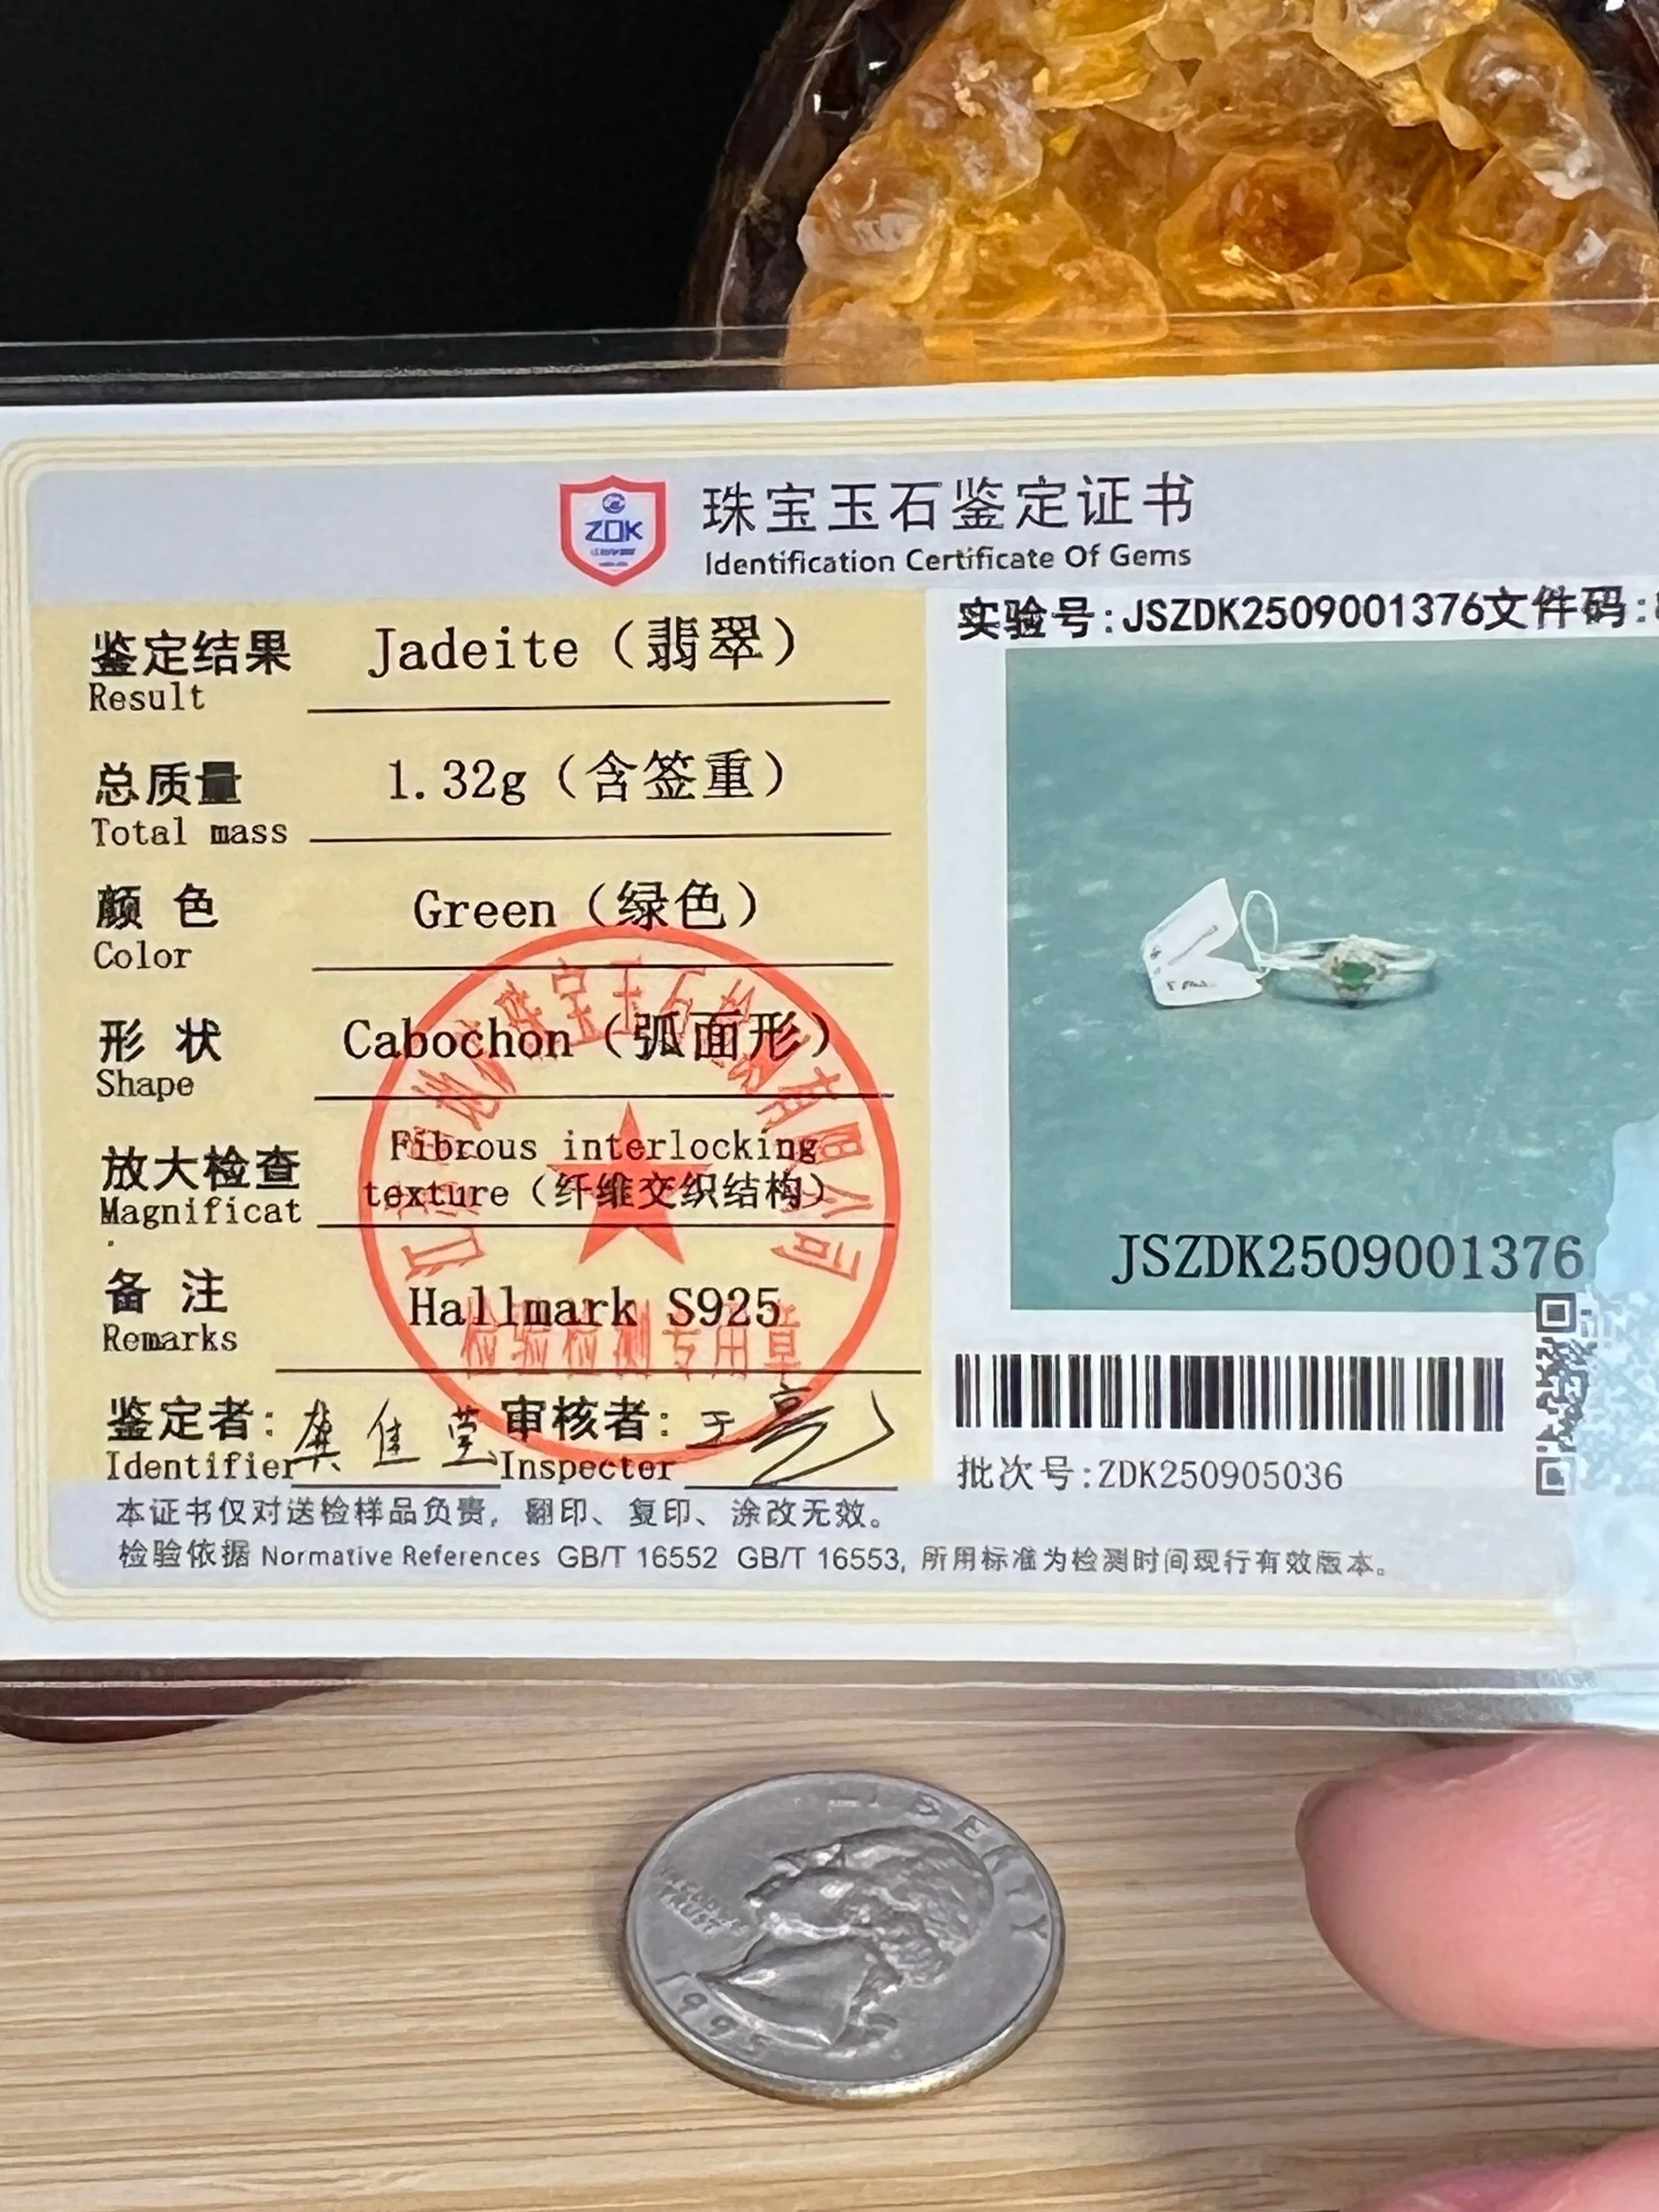 ZDK
珠宝玉石鉴定证书
Identification Certificate Of Gems
实验号:JSZDK2509001376文件码:
鉴定结果 Jadeite（翡翠）
Result
总质量 1.32g（含签重）
Total mass
颜 色 Green（绿色）
Color
形 状 Cabochon（弧面形）
Shape
放大检查 Fibrous interlocking
texture（纤维交织结构）
Magnificat
备 注 Hallmark S925
Remarks
检验检测专用章
鉴定者: 审核者:
Identifier Inspecter
JSZDK2509001376
批次号:ZDK250905036
本证书仅对送检样品负责，翻印、复印、涂改无效。
检验依据 Normative References GB/T 16552 GB/T 16553, 所用标准为检测时间现行有效版本。
LIBERTY
1995